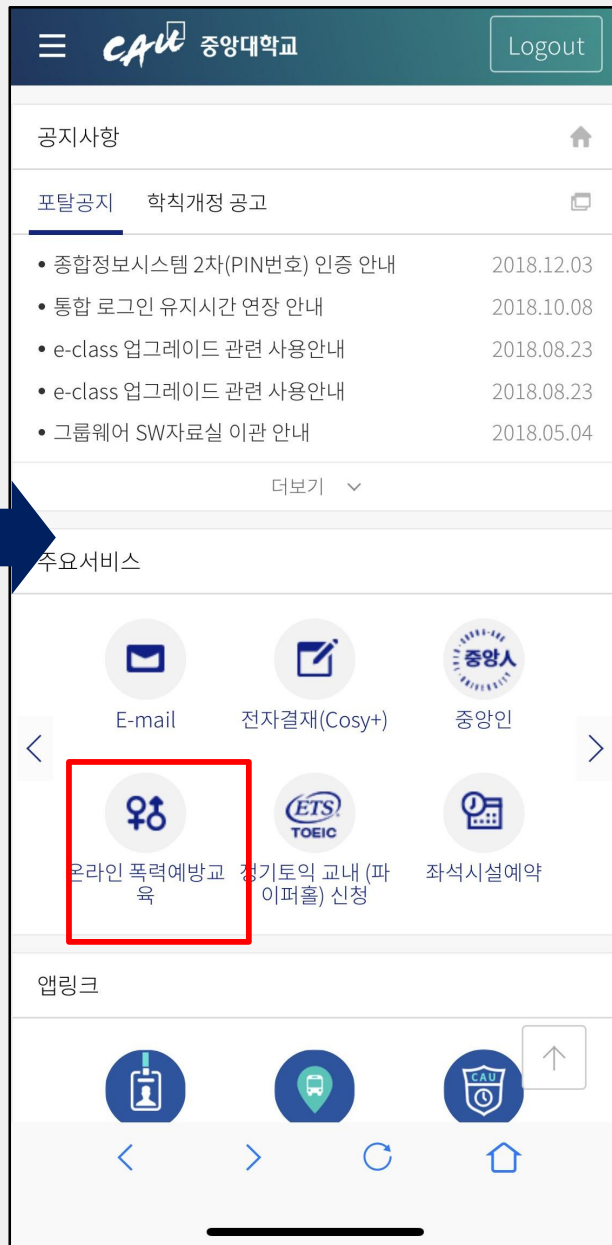 CAU 중앙대학교
Logout
공지사항
포탈공지 학칙개정 공고
• 종합정보시스템 2차(PIN번호) 인증 안내 2018.12.03
• 통합 로그인 유지시간 연장 안내 2018.10.08
• e-class 업그레이드 관련 사용안내 2018.08.23
• e-class 업그레이드 관련 사용안내 2018.08.23
• 그룹웨어 SW자료실 이관 안내 2018.05.04
더보기
주요서비스
중앙人
UNIVERSITY
E-mail 전자결재(Cosy+) 중앙인
ETS
TOEIC
온라인 폭력예방교 정기토익 교내 (파 좌석시설예약
육 이퍼홀) 신청
앱링크
CAU